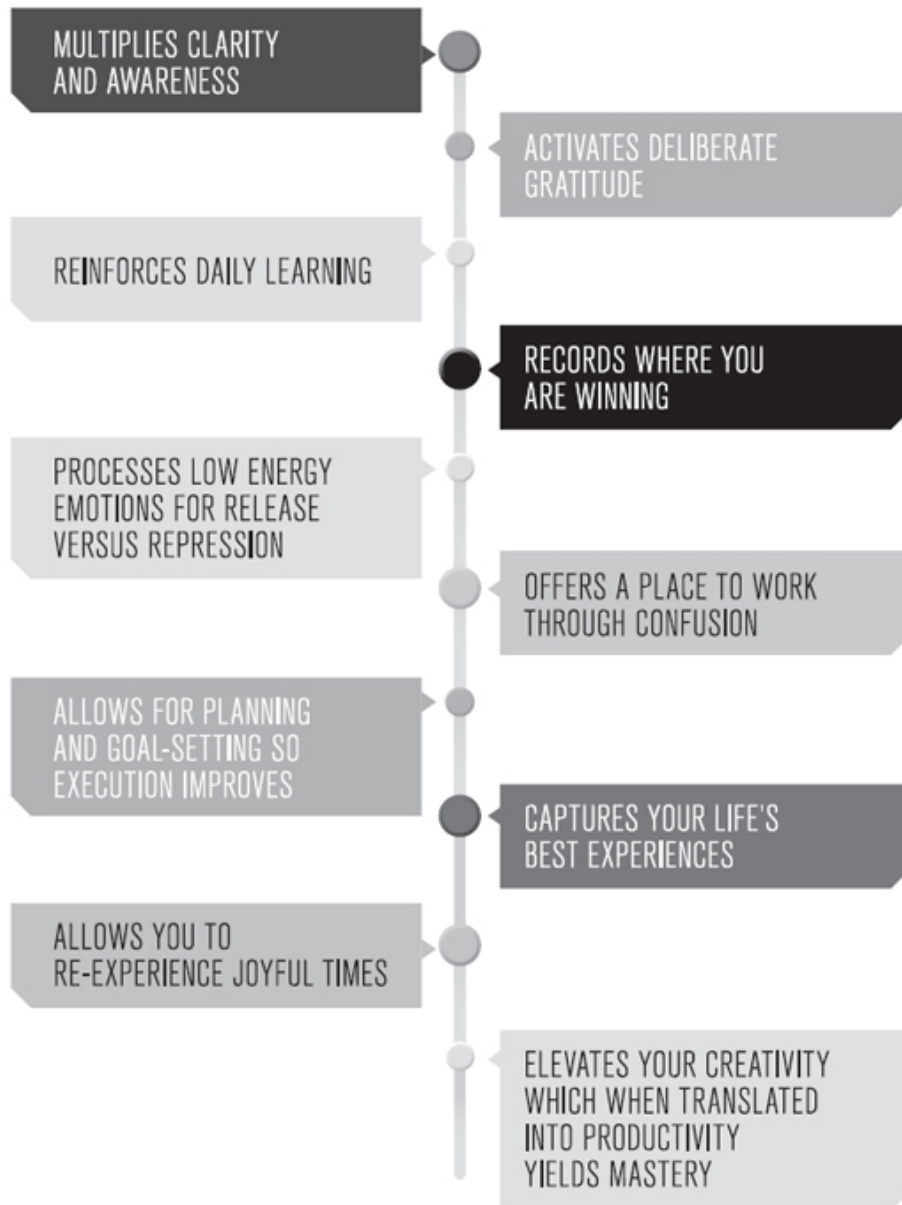 MULTIPLIES CLARITY
AND AWARENESS
ACTIVATES DELIBERATE
GRATITUDE
REINFORCES DAILY LEARNING
RECORDS WHERE YOU
ARE WINNING
PROCESSES LOW ENERGY
EMOTIONS FOR RELEASE
VERSUS REPRESSION
OFFERS A PLACE TO WORK
THROUGH CONFUSION
ALLOWS FOR PLANNING
AND GOAL-SETTING SO
EXECUTION IMPROVES
CAPTURES YOUR LIFE'S
BEST EXPERIENCES
ALLOWS YOU TO
RE-EXPERIENCE JOYFUL TIMES
ELEVATES YOUR CREATIVITY
WHICH WHEN TRANSLATED
INTO PRODUCTIVITY
YIELDS MASTERY